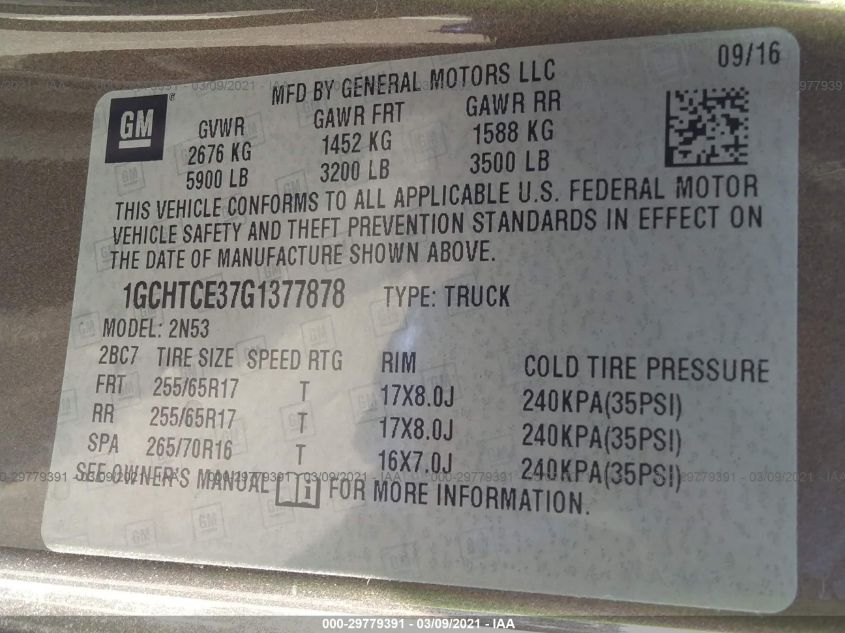 09/16
MFD BY GENERAL MOTORS LLC
GM ®
GVWR GAWR FRT GAWR RR
2676 KG 1452 KG 1588 KG
5900 LB 3200 LB 3500 LB
THIS VEHICLE CONFORMS TO ALL APPLICABLE U.S. FEDERAL MOTOR
VEHICLE SAFETY AND THEFT PREVENTION STANDARDS IN EFFECT ON
THE DATE OF MANUFACTURE SHOWN ABOVE.
1GCHTCE37G1377878 TYPE: TRUCK
MODEL: 2N53
2BC7 TIRE SIZE SPEED RTG RIM COLD TIRE PRESSURE
FRT 255/65R17 T 17X8.0J 240KPA(35PSI)
RR 255/65R17 T 17X8.0J 240KPA(35PSI)
SPA 265/70R16 T 16X7.0J 240KPA(35PSI)
SEE OWNER'S MANUAL i FOR MORE INFORMATION.
000-29779391 - 03/09/2021 - IAA